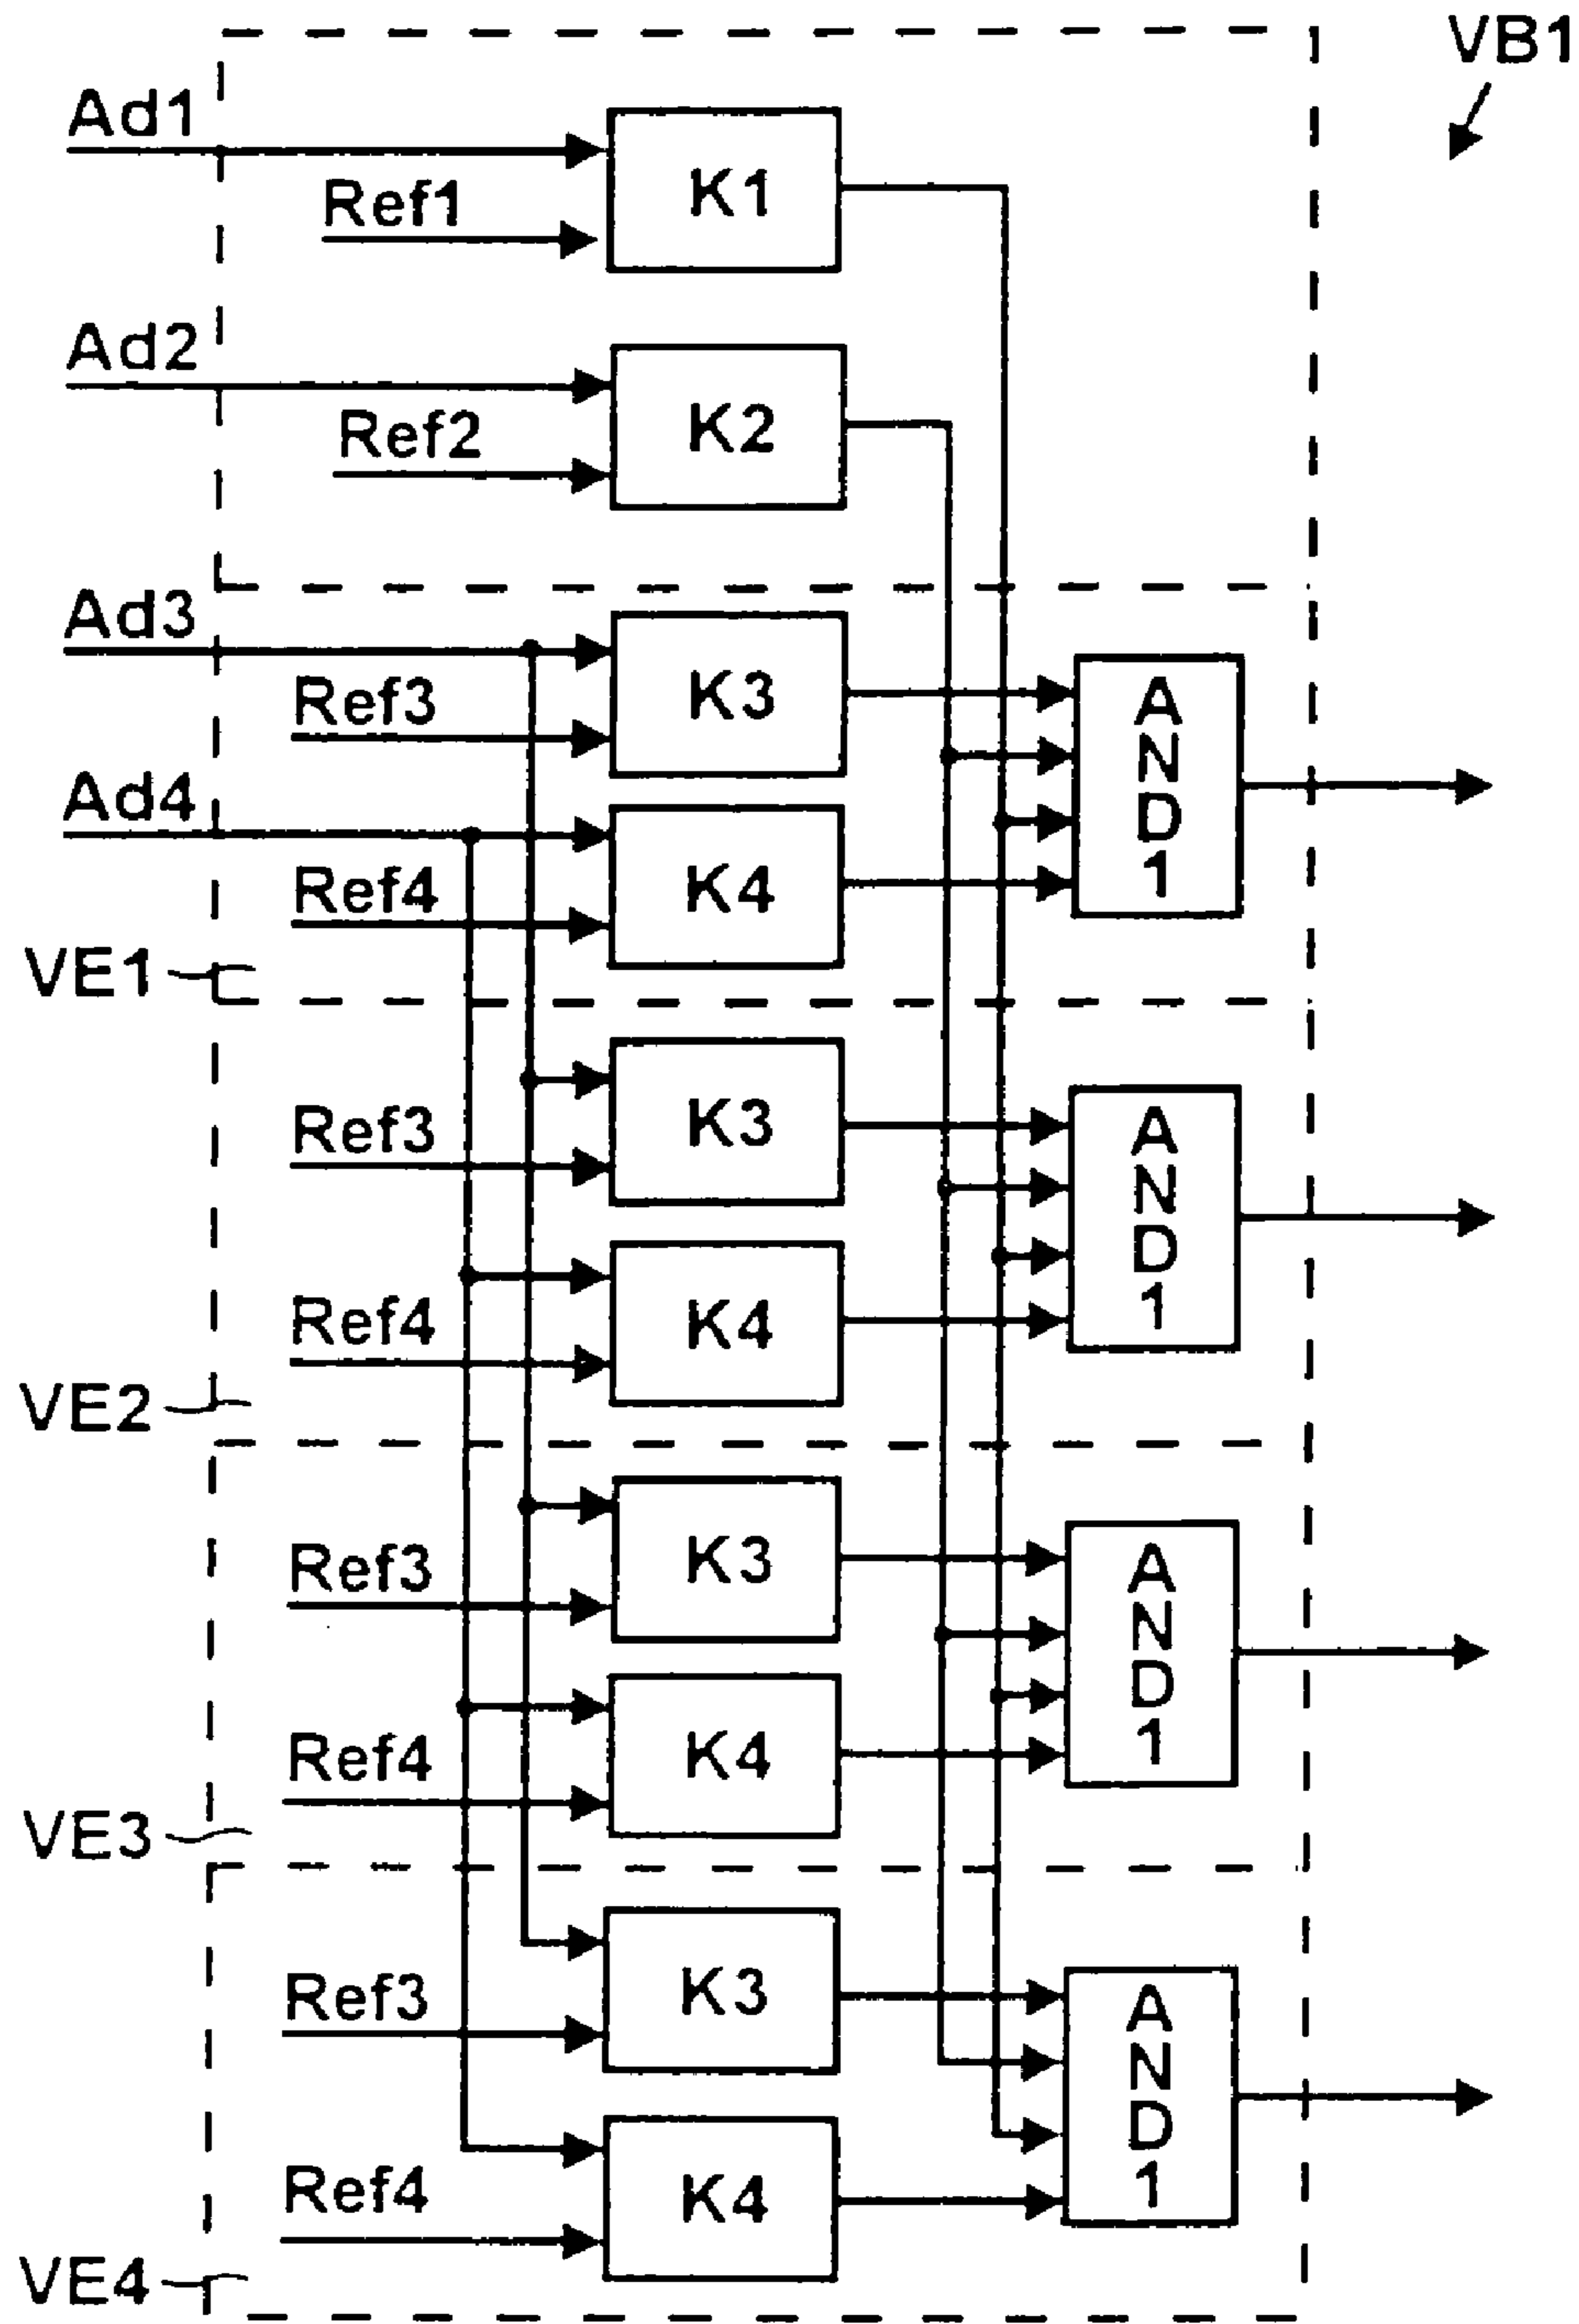 VB1
Ad1
K1
Ref1
Ad2
K2
Ref2
Ad3
K3
Ref3
AND1
Ad4
K4
Ref4
VE1
K3
Ref3
AND1
K4
Ref4
VE2
K3
Ref3
AND1
K4
Ref4
VE3
K3
Ref3
AND1
K4
Ref4
VE4